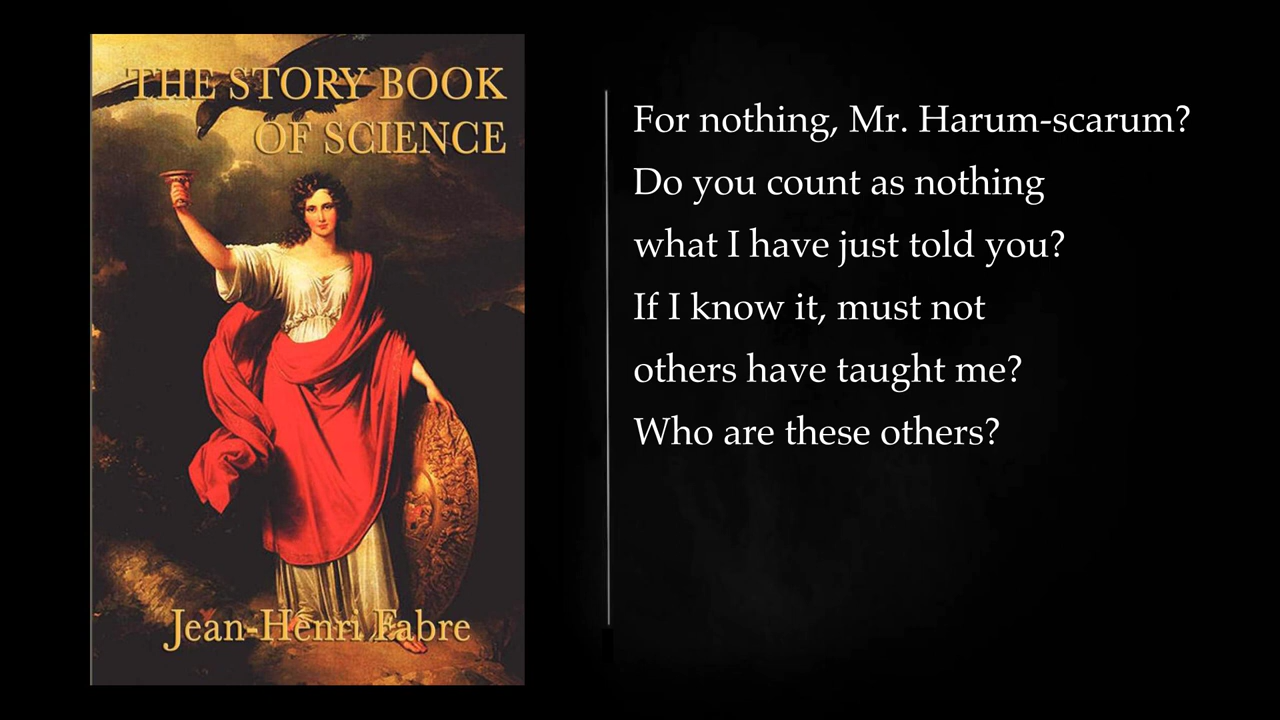 THE STORY BOOK
OF SCIENCE
Jean-Henri Fabre
For nothing, Mr. Harum-scarum?
Do you count as nothing
what I have just told you?
If I know it, must not
others have taught me?
Who are these others?